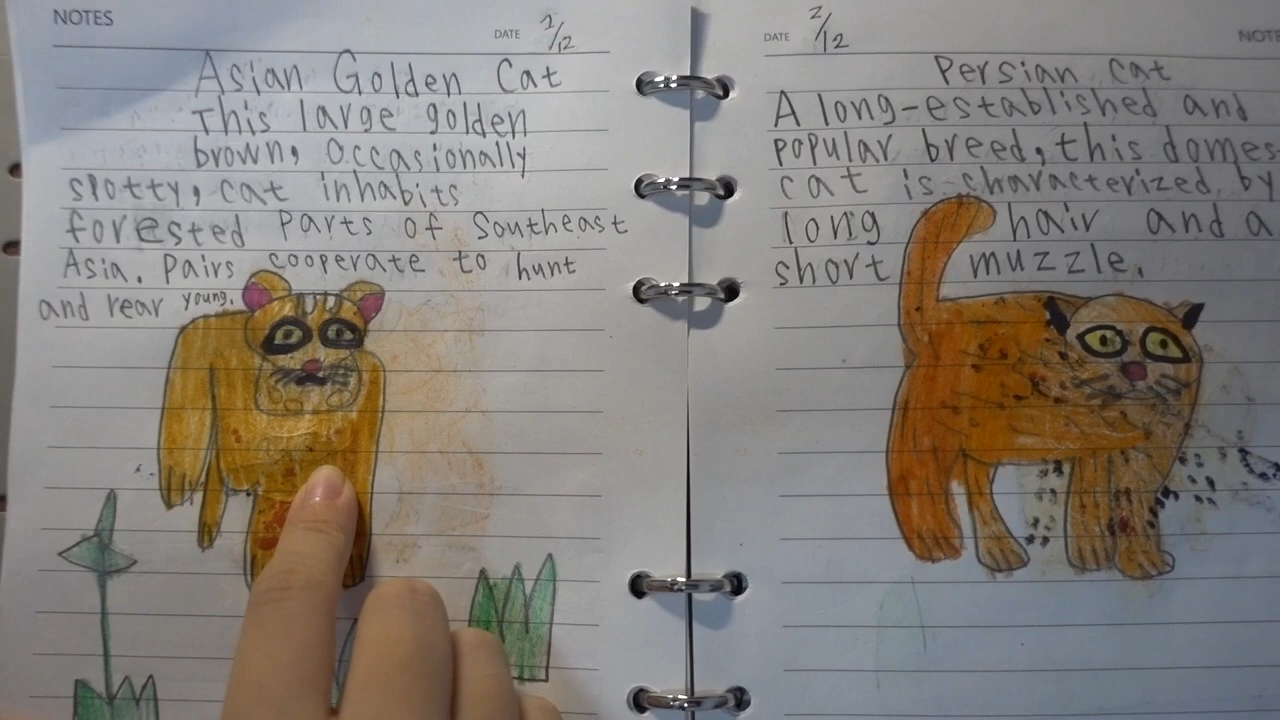 NOTES
DATE 1/12
Asian Golden Cat
This large golden
brown, occasionally
spotty, cat inhabits
forested parts of Southeast
Asia. Pairs cooperate to hunt
and rear young.
DATE 2/12
NOTE
Persian cat
A long-established and
popular breed, this domes
cat is characterized by
long hair and a
short muzzle.